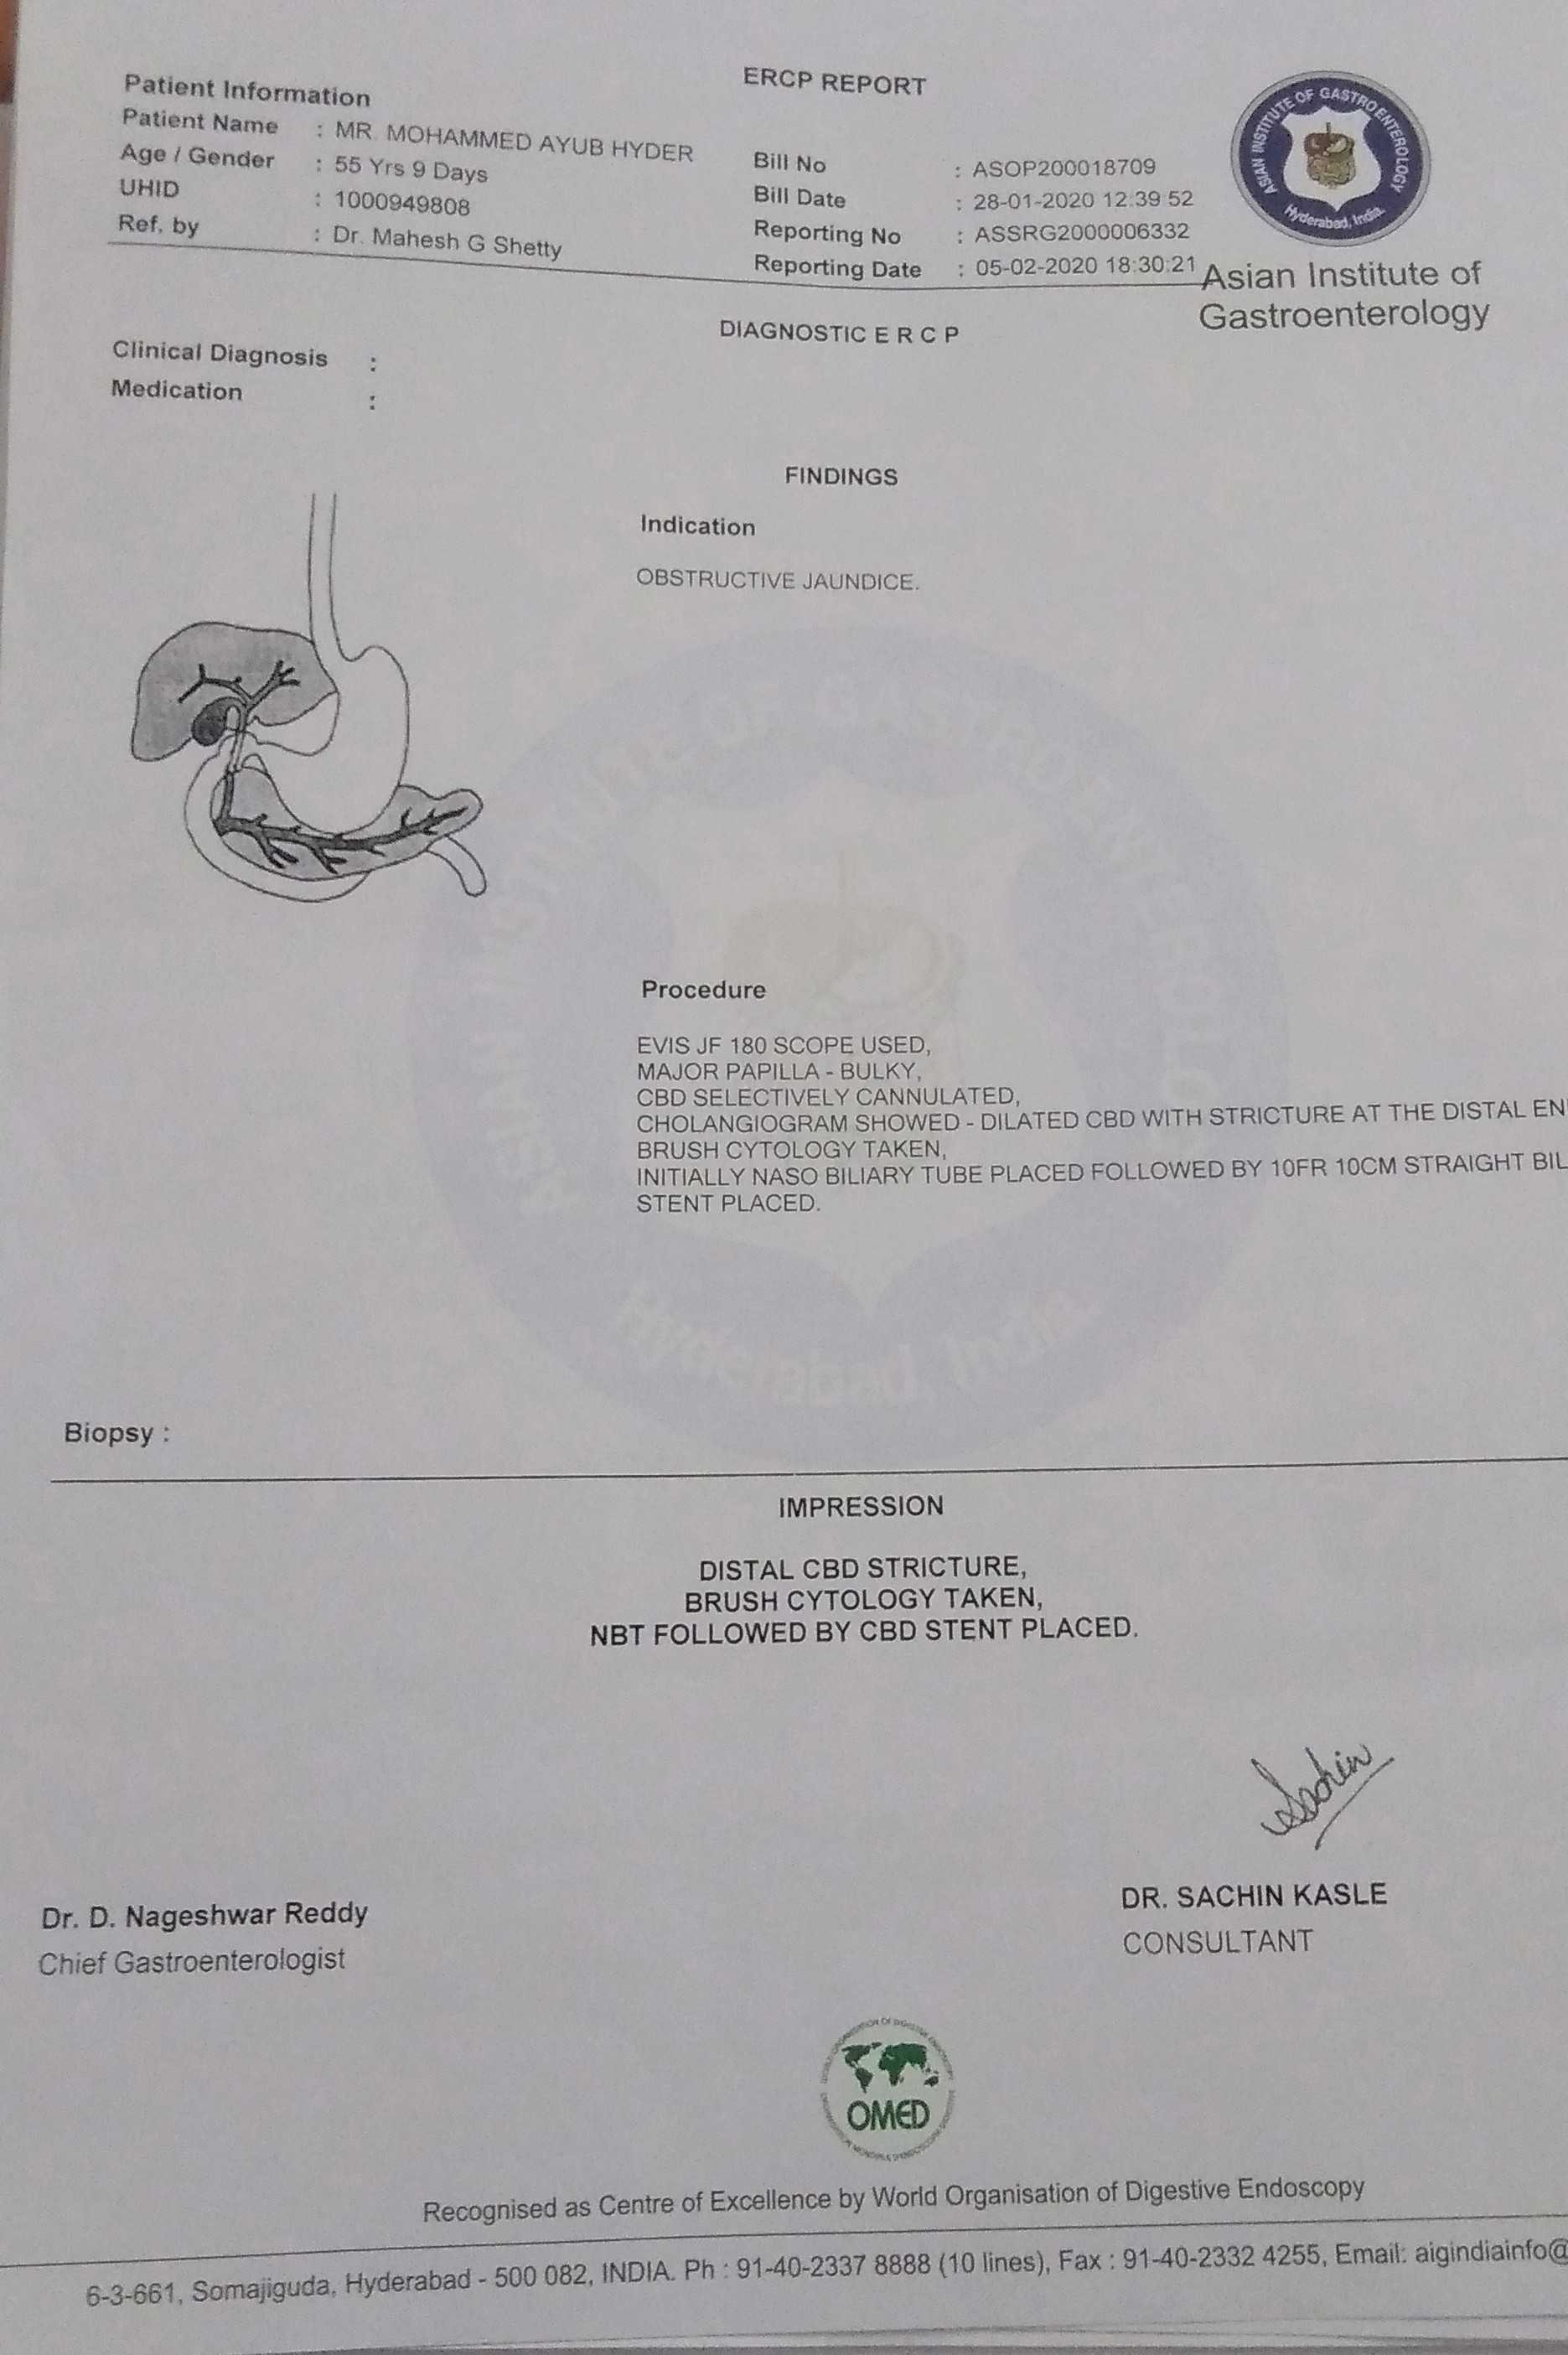 ERCP REPORT
Patient Information
Patient Name : MR. MOHAMMED AYUB HYDER
Age / Gender : 55 Yrs 9 Days
UHID : 1000949808
Ref. by : Dr. Mahesh G Shetty
Bill No : ASOP200018709
Bill Date : 28-01-2020 12:39:52
Reporting No : ASSRG2000006332
Reporting Date : 05-02-2020 18:30:21
ASIAN INSTITUTE OF GASTRO ENTEROLOGY
Hyderabad, India.
Asian Institute of
Gastroenterology
DIAGNOSTIC E R C P
Clinical Diagnosis :
Medication :
FINDINGS
Indication
OBSTRUCTIVE JAUNDICE.
Procedure
EVIS JF 180 SCOPE USED,
MAJOR PAPILLA - BULKY,
CBD SELECTIVELY CANNULATED,
CHOLANGIOGRAM SHOWED - DILATED CBD WITH STRICTURE AT THE DISTAL EN
BRUSH CYTOLOGY TAKEN,
INITIALLY NASO BILIARY TUBE PLACED FOLLOWED BY 10FR 10CM STRAIGHT BIL
STENT PLACED.
Hyderabad, India.
Biopsy :
IMPRESSION
DISTAL CBD STRICTURE,
BRUSH CYTOLOGY TAKEN,
NBT FOLLOWED BY CBD STENT PLACED.
Sachin
Dr. D. Nageshwar Reddy
Chief Gastroenterologist
DR. SACHIN KASLE
CONSULTANT
OMED
Recognised as Centre of Excellence by World Organisation of Digestive Endoscopy
6-3-661, Somajiguda, Hyderabad - 500 082, INDIA. Ph : 91-40-2337 8888 (10 lines), Fax : 91-40-2332 4255, Email: aigindiainfo@